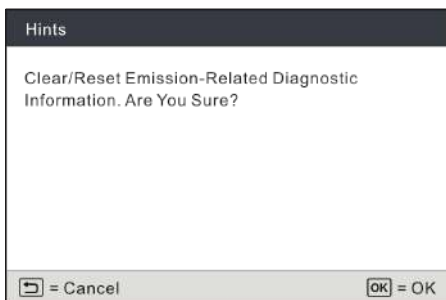 Hints
Clear/Reset Emission-Related Diagnostic
Information. Are You Sure?
= Cancel
OK = OK